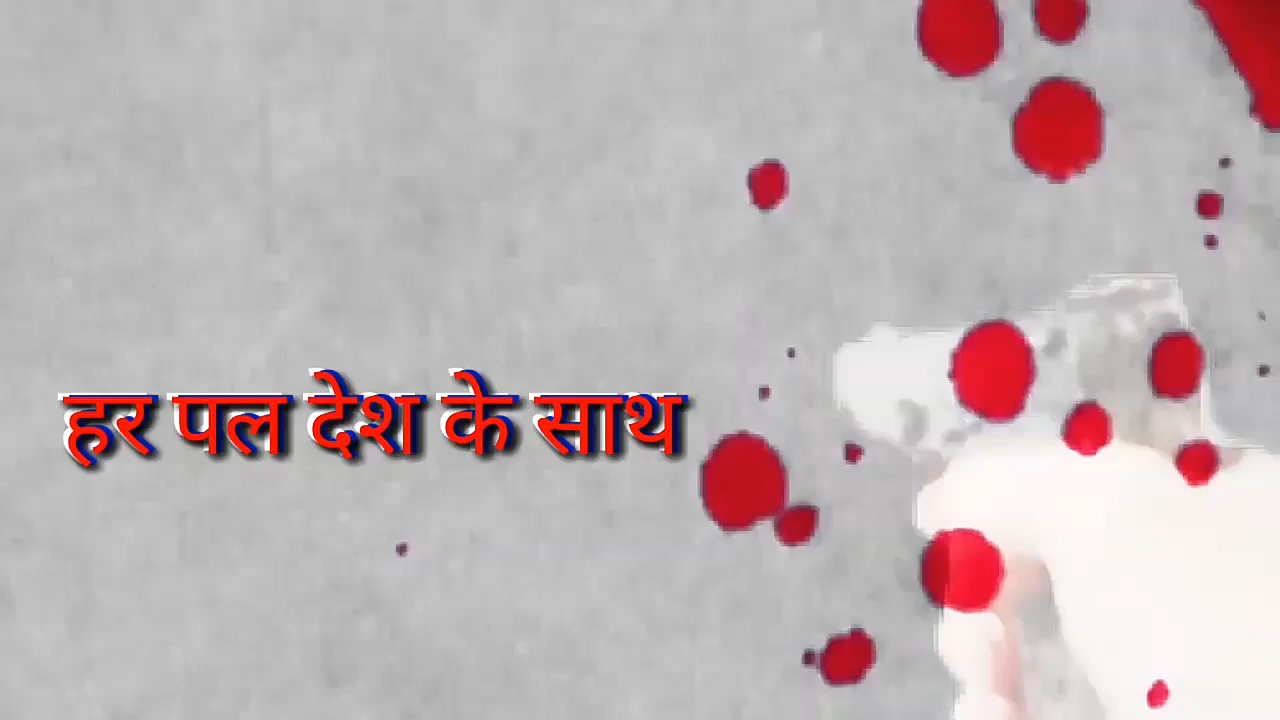 हर पल देश के साथ